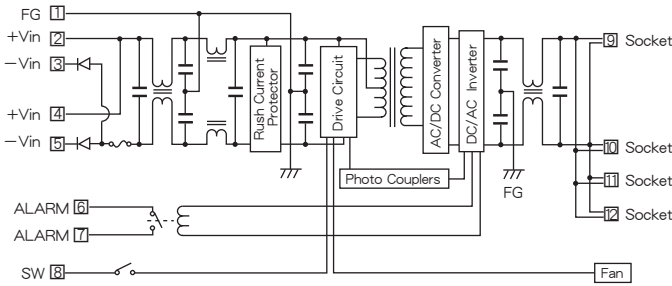 FG 1
+Vin 2
−Vin 3
+Vin 4
−Vin 5
ALARM 6
ALARM 7
SW 8
Rush Current
Protector
Drive Circuit
Photo Couplers
AC/DC Converter
DC/AC Inverter
FG
9 Socket
10 Socket
11 Socket
12 Socket
Fan